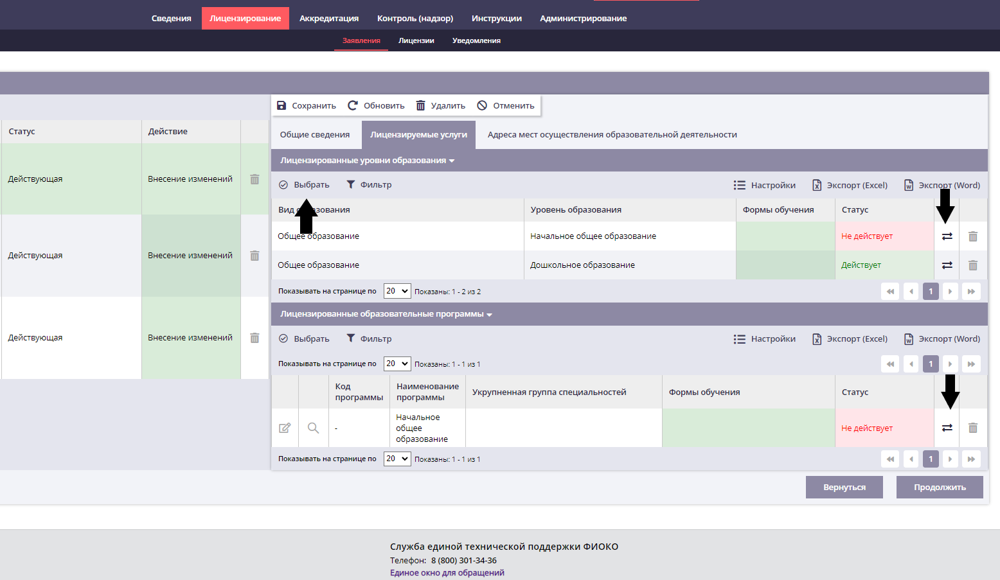 Сведения Лицензирование Аккредитация Контроль (надзор) Инструкции Администрирование
Заявления Лицензии Уведомления
Сохранить Обновить Удалить Отменить
Статус Действие
Действующая Внесение изменений
Действующая Внесение изменений
Действующая Внесение изменений
Общие сведения Лицензируемые услуги Адреса мест осуществления образовательной деятельности
Лицензированные уровни образования
Выбрать Фильтр Настройки Экспорт (Excel) Экспорт (Word)
Вид образования Уровень образования Формы обучения Статус
Общее образование Начальное общее образование Не действует
Общее образование Дошкольное образование Действует
Показывать на странице по 20 Показаны: 1 - 2 из 2 1
Лицензированные образовательные программы
Выбрать Фильтр Настройки Экспорт (Excel) Экспорт (Word)
Показывать на странице по 20 Показаны: 1 - 1 из 1 1
Код Наименование
программы программы Укрупненная группа специальностей Формы обучения Статус
Начальное
- общее Не действует
образование
Показывать на странице по 20 Показаны: 1 - 1 из 1 1
Вернуться Продолжить
Служба единой технической поддержки ФИОКО
Телефон: 8 (800) 301-34-36
Единое окно для обращений